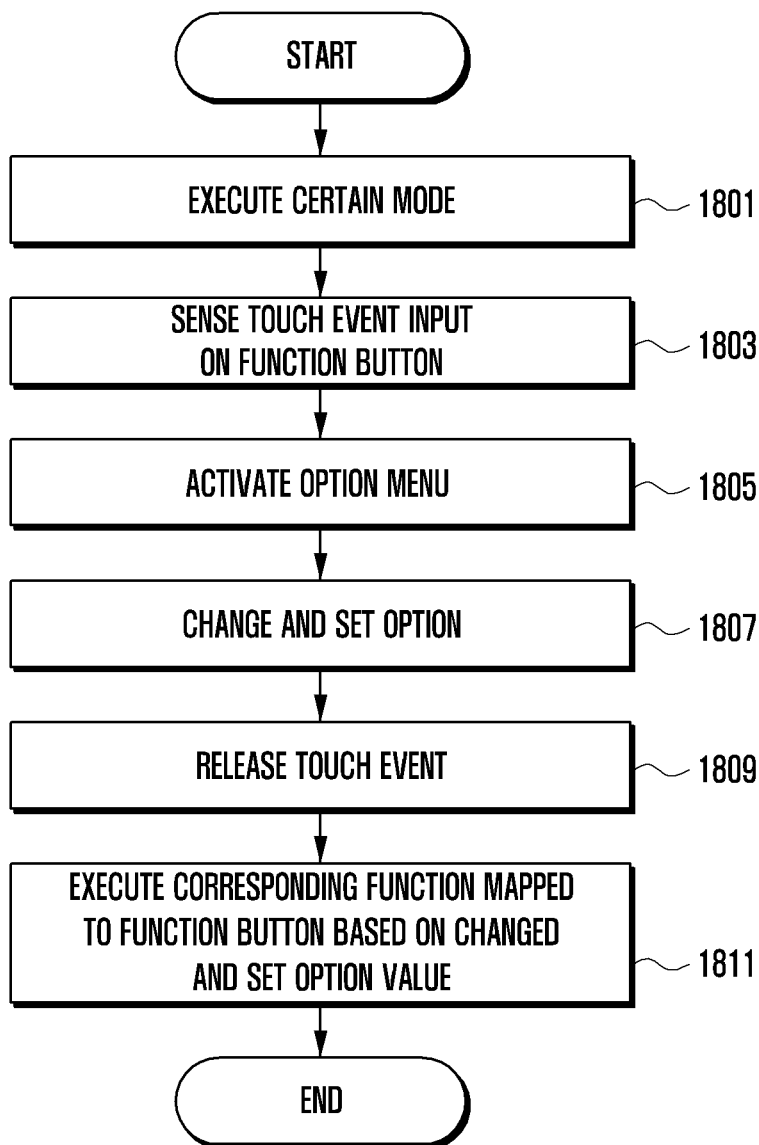 START
EXECUTE CERTAIN MODE
1801
SENSE TOUCH EVENT INPUT
ON FUNCTION BUTTON
1803
ACTIVATE OPTION MENU
1805
CHANGE AND SET OPTION
1807
RELEASE TOUCH EVENT
1809
EXECUTE CORRESPONDING FUNCTION MAPPED
TO FUNCTION BUTTON BASED ON CHANGED
AND SET OPTION VALUE
1811
END